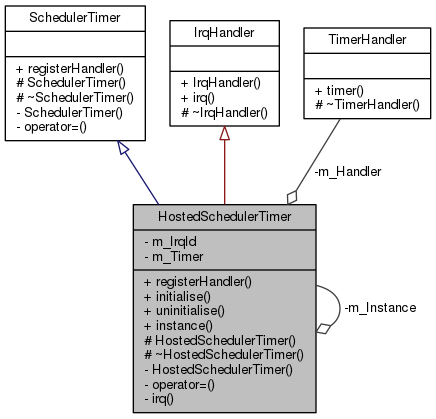 SchedulerTimer
+ registerHandler()
# SchedulerTimer()
# ~SchedulerTimer()
- SchedulerTimer()
- operator=()
IrqHandler
+ IrqHandler()
+ irq()
# ~IrqHandler()
TimerHandler
+ timer()
# ~TimerHandler()
-m_Handler
HostedSchedulerTimer
- m_IrqId
- m_Timer
+ registerHandler()
+ initialise()
+ uninitialise()
+ instance()
# HostedSchedulerTimer()
# ~HostedSchedulerTimer()
- HostedSchedulerTimer()
- operator=()
- irq()
-m_Instance